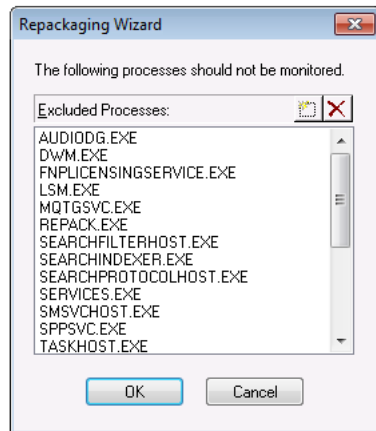 Repackaging Wizard
The following processes should not be monitored.
Excluded Processes:
AUDIODG.EXE
DWM.EXE
FNPLICENSINGSERVICE.EXE
LSM.EXE
MQTGSVC.EXE
REPACK.EXE
SEARCHFILTERHOST.EXE
SEARCHINDEXER.EXE
SEARCHPROTOCOLHOST.EXE
SERVICES.EXE
SMSVCHOST.EXE
SPPSVC.EXE
TASKHOST.EXE
OK
Cancel